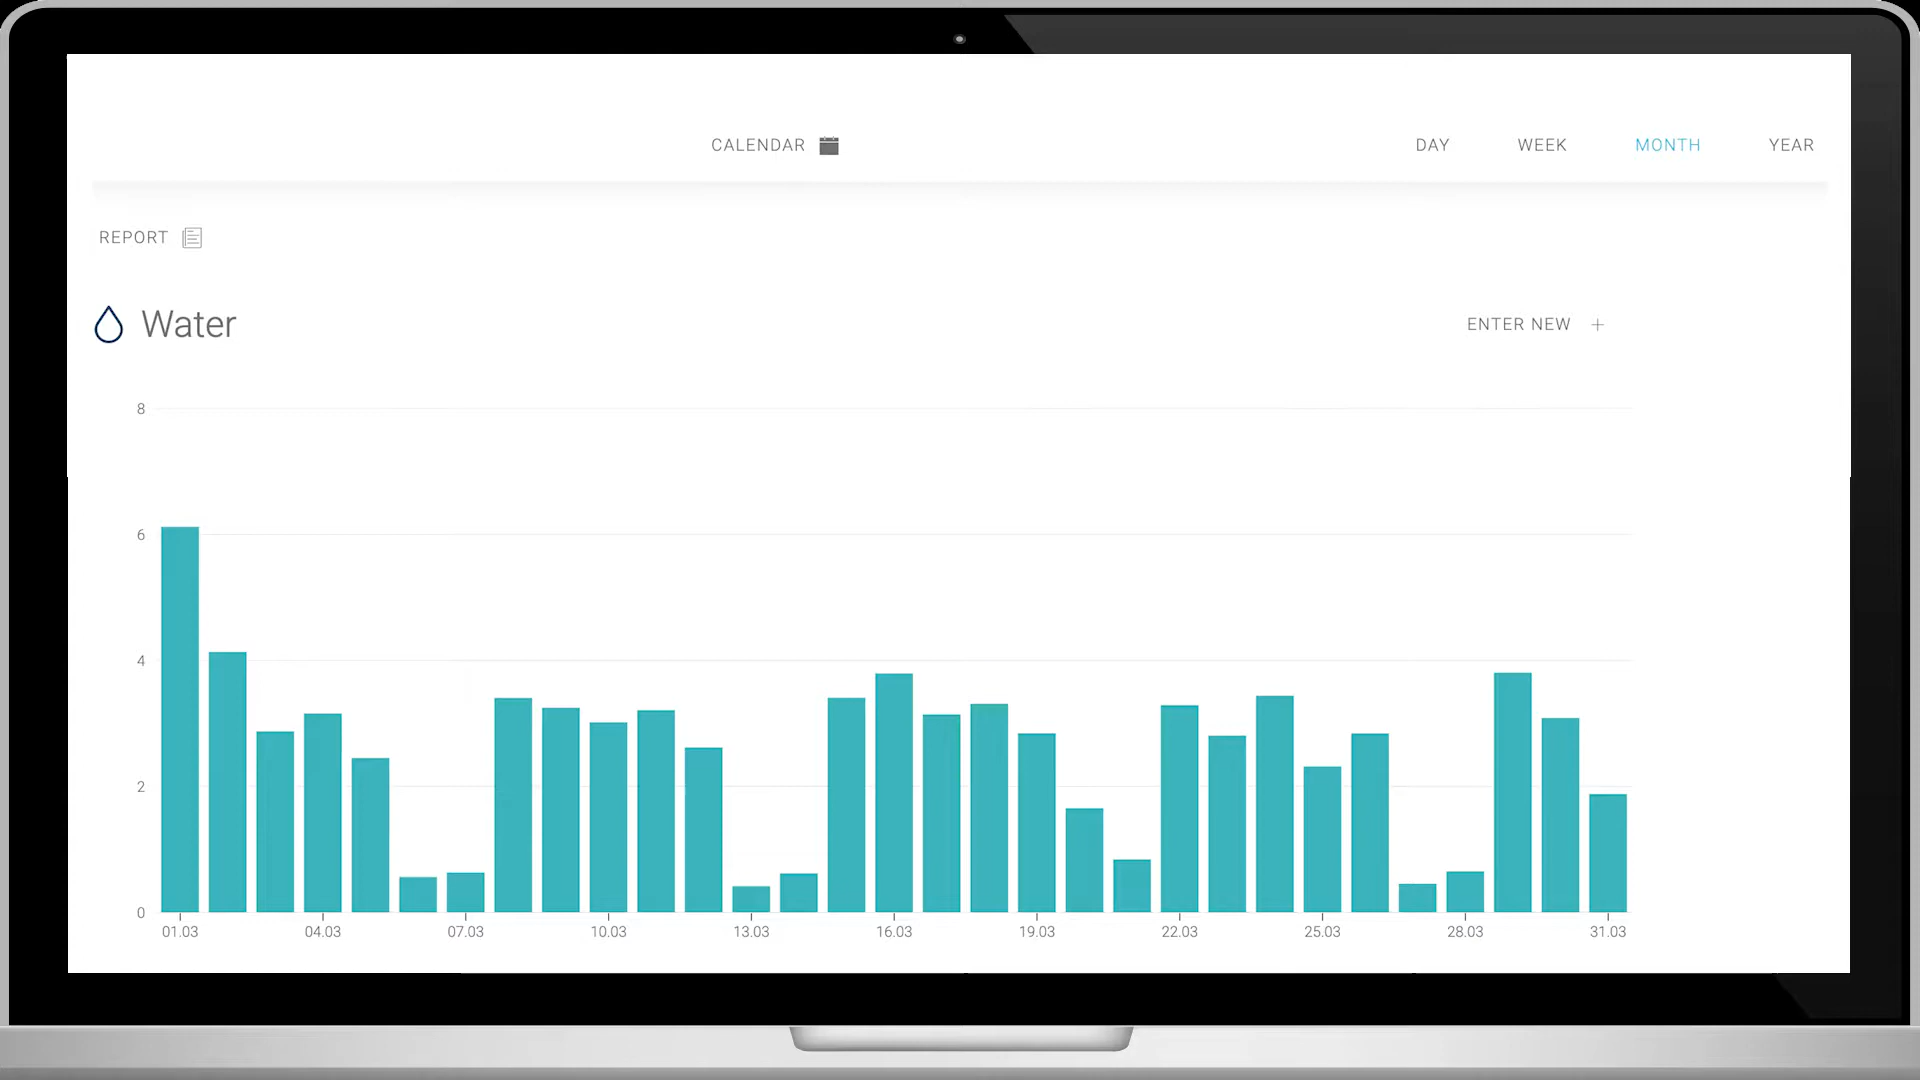 CALENDAR DAY WEEK MONTH YEAR
REPORT
Water ENTER NEW +
8
6
4
2
0
01.03 04.03 07.03 10.03 13.03 16.03 19.03 22.03 25.03 28.03 31.03